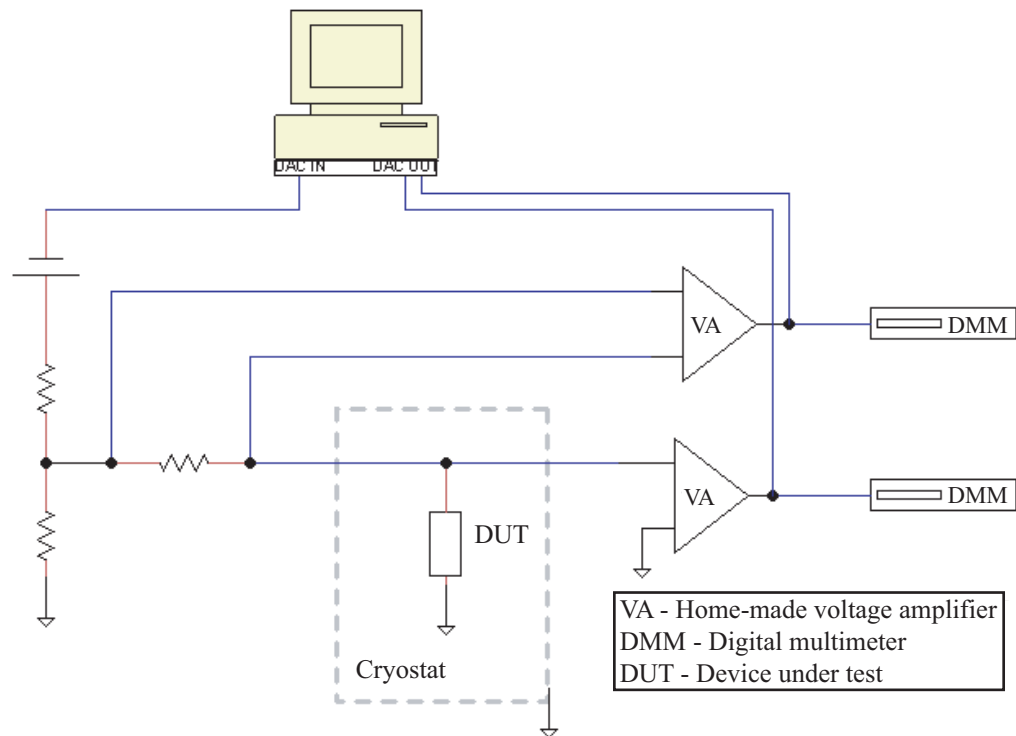 DAC IN DAC OUT
VA
DMM
VA
DMM
DUT
VA - Home-made voltage amplifier
DMM - Digital multimeter
DUT - Device under test
Cryostat